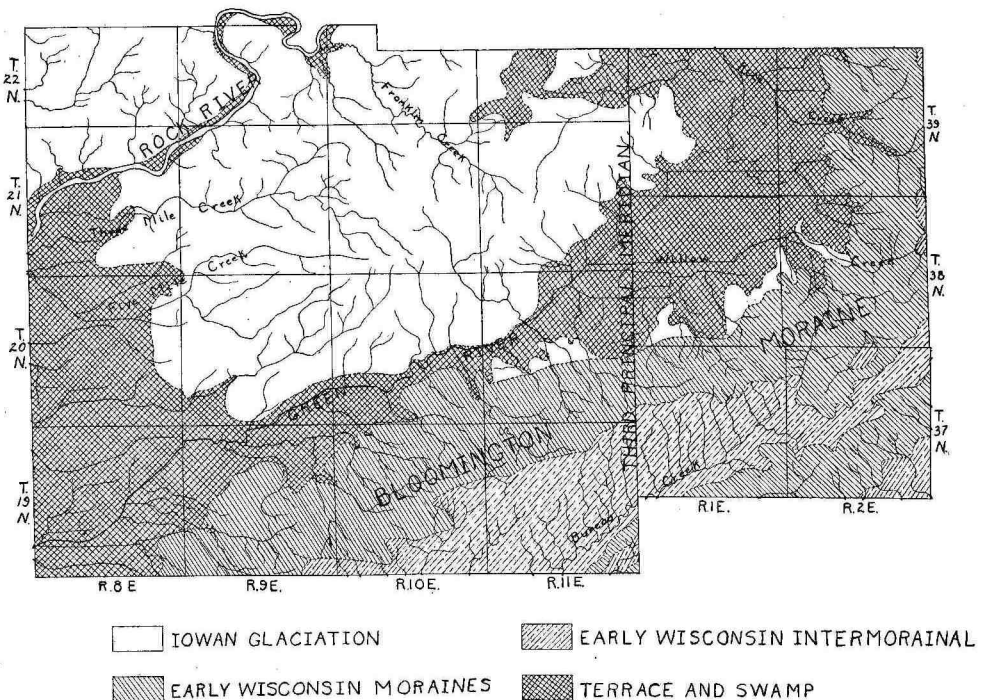 T.
22
N.
T.
21
N.
T.
20
N.
T.
19
N.
ROCK RIVER
Franklin Creek
Three Mile Creek
Five Mile Creek
GREEN RIVER
BLOOMINGTON
MORAINE
THIRD PRINCIPAL MERIDIAN
Willow Creek
Creek
Bureau Creek
T.
39
N
T.
38
N.
T.
37
N.
R.8 E
R.9E.
R.10E.
R.11E.
R1E.
R.2E.
IOWAN GLACIATION
EARLY WISCONSIN INTERMORAINAL
EARLY WISCONSIN MORAINES
TERRACE AND SWAMP